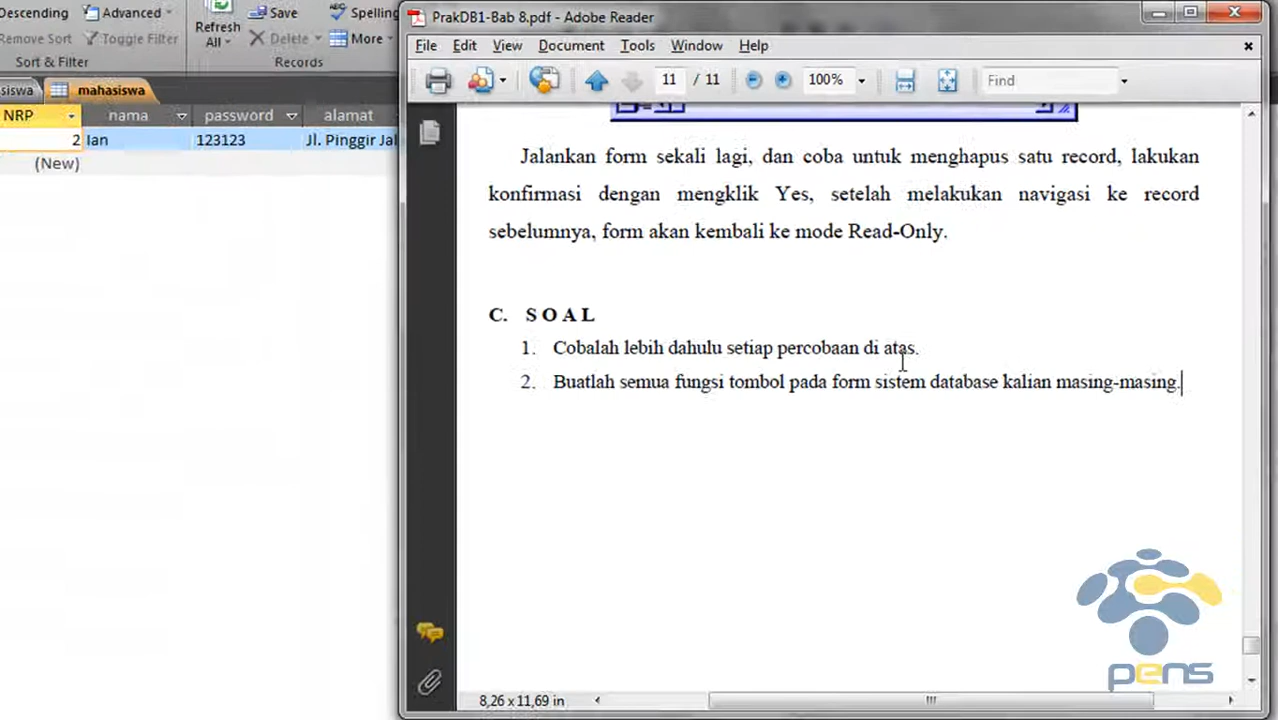 Descending
Advanced
Save
Spelling
Remove Sort
Toggle Filter
Refresh
All
Delete
More
Sort & Filter
Records
siswa
mahasiswa
NRP
nama
password
alamat
2
Ian
123123
Jl. Pinggir Jal
(New)
PrakDB1-Bab 8.pdf - Adobe Reader
File Edit View Document Tools Window Help
11 / 11
100%
Find
Jalankan form sekali lagi, dan coba untuk menghapus satu record, lakukan
konfirmasi dengan mengklik Yes, setelah melakukan navigasi ke record
sebelumnya, form akan kembali ke mode Read-Only.
C. S O A L
1. Cobalah lebih dahulu setiap percobaan di atas.
2. Buatlah semua fungsi tombol pada form sistem database kalian masing-masing.
pens
8,26 x 11,69 in